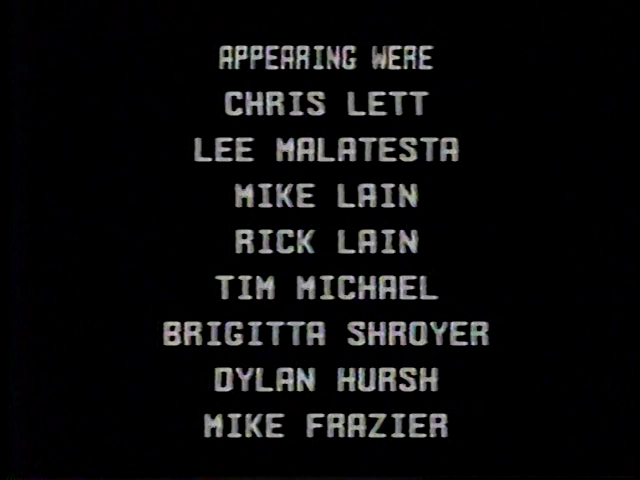 APPEARING WERE
CHRIS LETT
LEE MALATESTA
MIKE LAIN
RICK LAIN
TIM MICHAEL
BRIGITTA SHROYER
DYLAN HURSH
MIKE FRAZIER